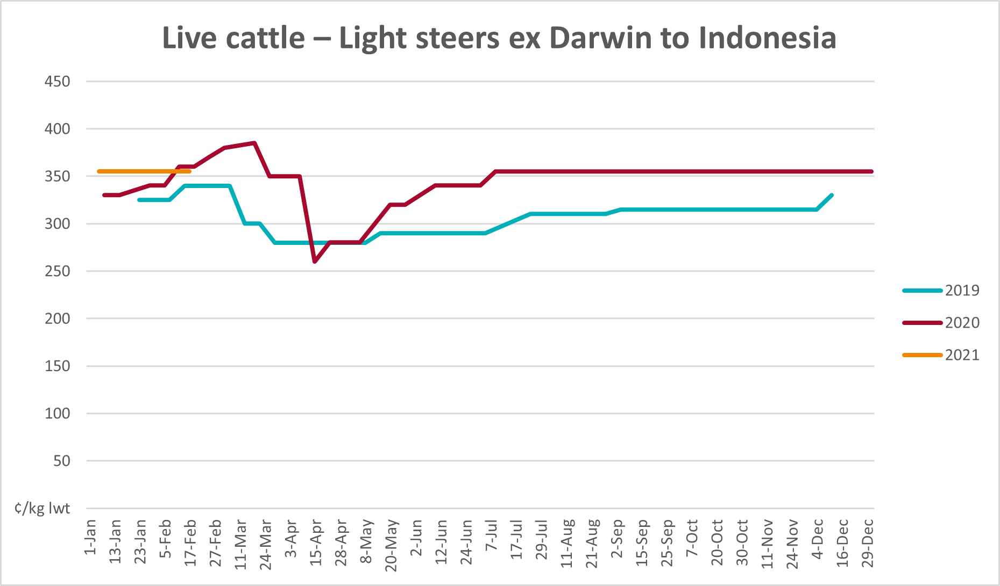 Live cattle – Light steers ex Darwin to Indonesia
450
400
350
300
250
200
150
100
50
¢/kg lwt
1-Jan
13-Jan
23-Jan
5-Feb
17-Feb
27-Feb
11-Mar
24-Mar
3-Apr
15-Apr
28-Apr
8-May
20-May
2-Jun
12-Jun
24-Jun
7-Jul
17-Jul
29-Jul
11-Aug
21-Aug
2-Sep
15-Sep
25-Sep
7-Oct
20-Oct
30-Oct
11-Nov
24-Nov
4-Dec
16-Dec
29-Dec
2019
2020
2021